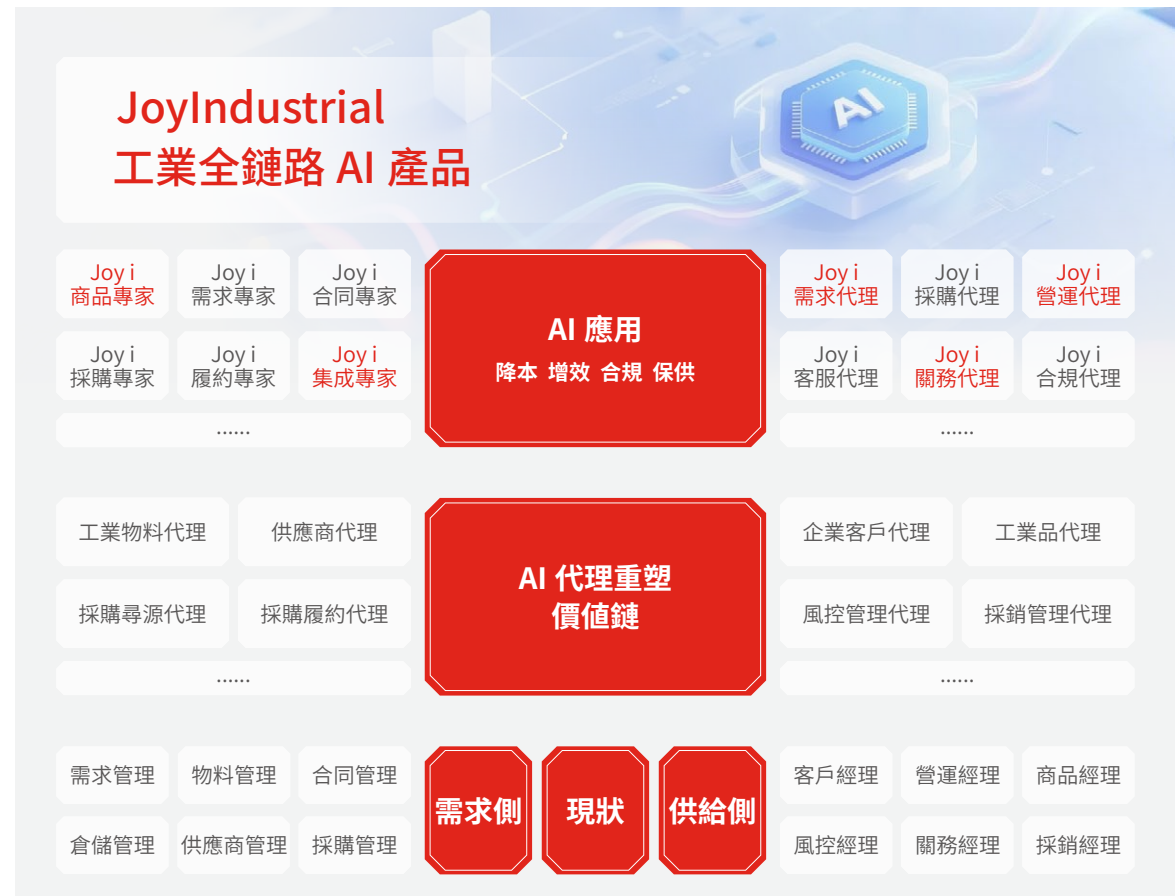 AI
JoyIndustrial
工業全鏈路 AI 產品
Joy i
商品專家
Joy i
需求專家
Joy i
合同專家
Joy i
採購專家
Joy i
履約專家
Joy i
集成專家
......
AI 應用
降本 增效 合規 保供
Joy i
需求代理
Joy i
採購代理
Joy i
營運代理
Joy i
客服代理
Joy i
關務代理
Joy i
合規代理
......
工業物料代理
供應商代理
採購尋源代理
採購履約代理
......
AI 代理重塑
價值鏈
企業客戶代理
工業品代理
風控管理代理
採銷管理代理
......
需求管理
物料管理
合同管理
倉儲管理
供應商管理
採購管理
需求側
現狀
供給側
客戶經理
營運經理
商品經理
風控經理
關務經理
採銷經理